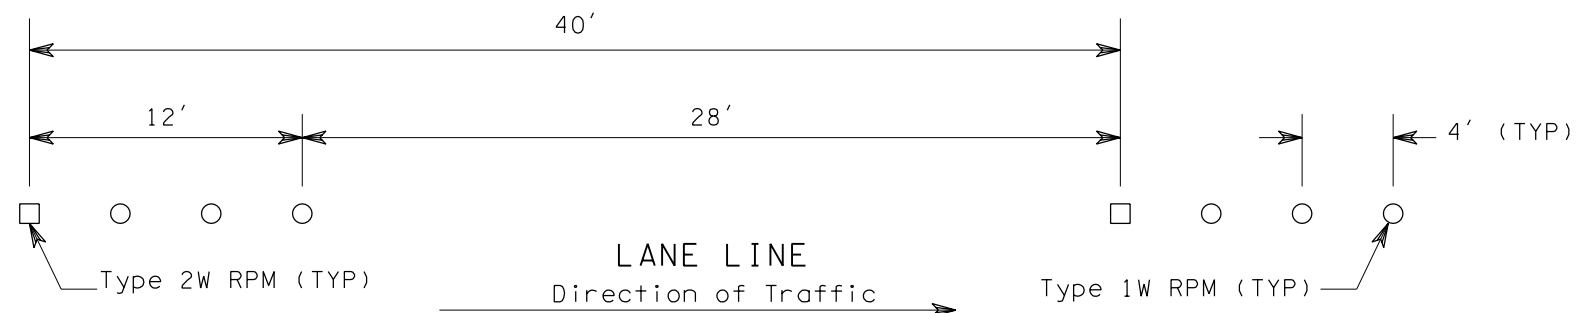 40'
12'
28'
4' (TYP)
LANE LINE
Type 2W RPM (TYP)
Direction of Traffic
Type 1W RPM (TYP)